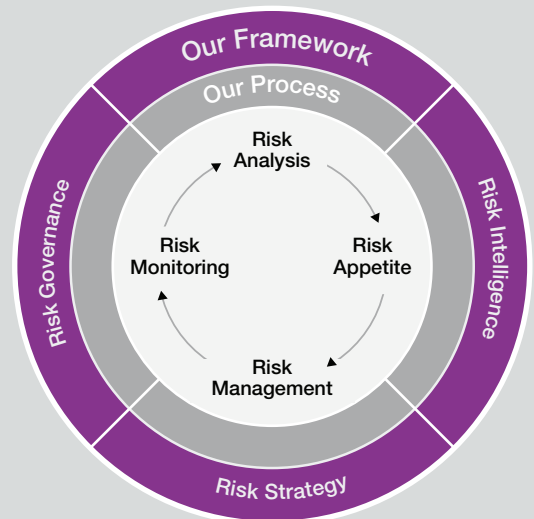 Our Framework
Our Process
Risk
Analysis
Risk Governance
Risk
Monitoring
Risk
Appetite
Risk Intelligence
Risk
Management
Risk Strategy